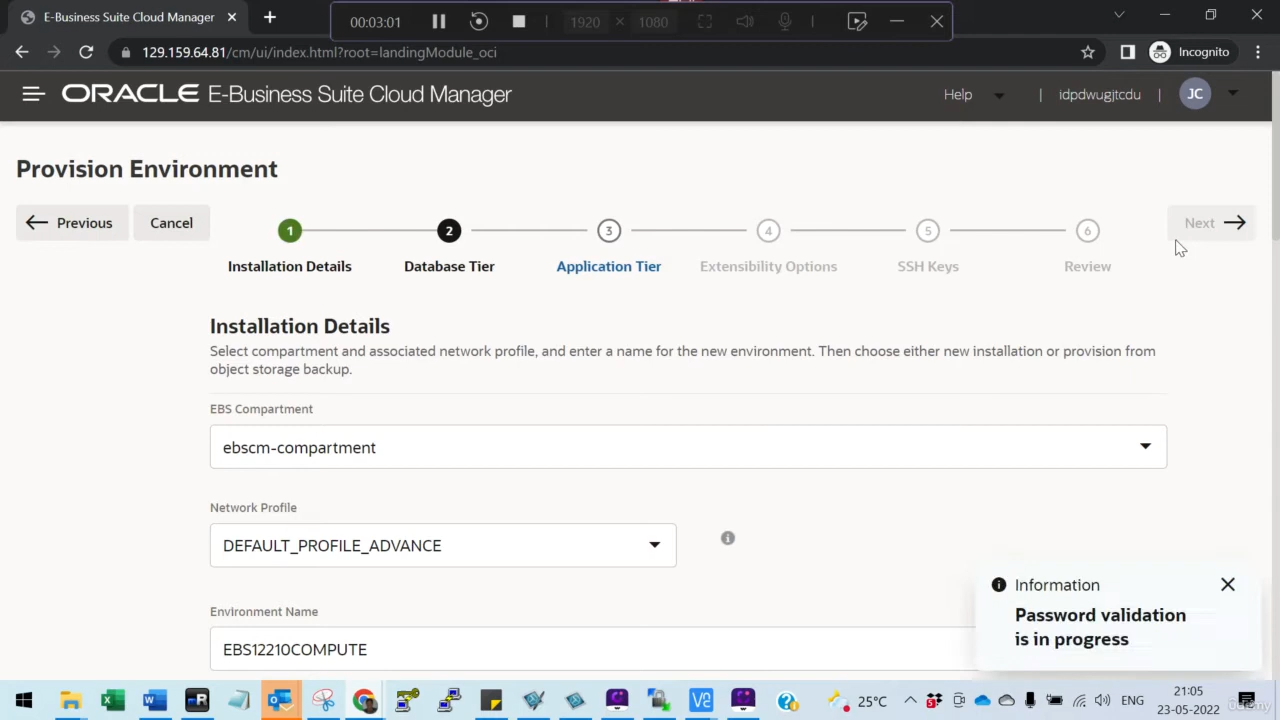 E-Business Suite Cloud Manager
00:03:01
1920 × 1080
129.159.64.81/cm/ui/index.html?root=landingModule_oci
Incognito
ORACLE E-Business Suite Cloud Manager
Help
idpdwugjtcdu
JC
Provision Environment
Previous
Cancel
1
2
3
4
5
6
Next
Installation Details
Database Tier
Application Tier
Extensibility Options
SSH Keys
Review
Installation Details
Select compartment and associated network profile, and enter a name for the new environment. Then choose either new installation or provision from
object storage backup.
EBS Compartment
ebscm-compartment
Network Profile
DEFAULT_PROFILE_ADVANCE
Environment Name
EBS12210COMPUTE
Information
Password validation
is in progress
25°C
ENG
21:05
23-05-2022
udemy